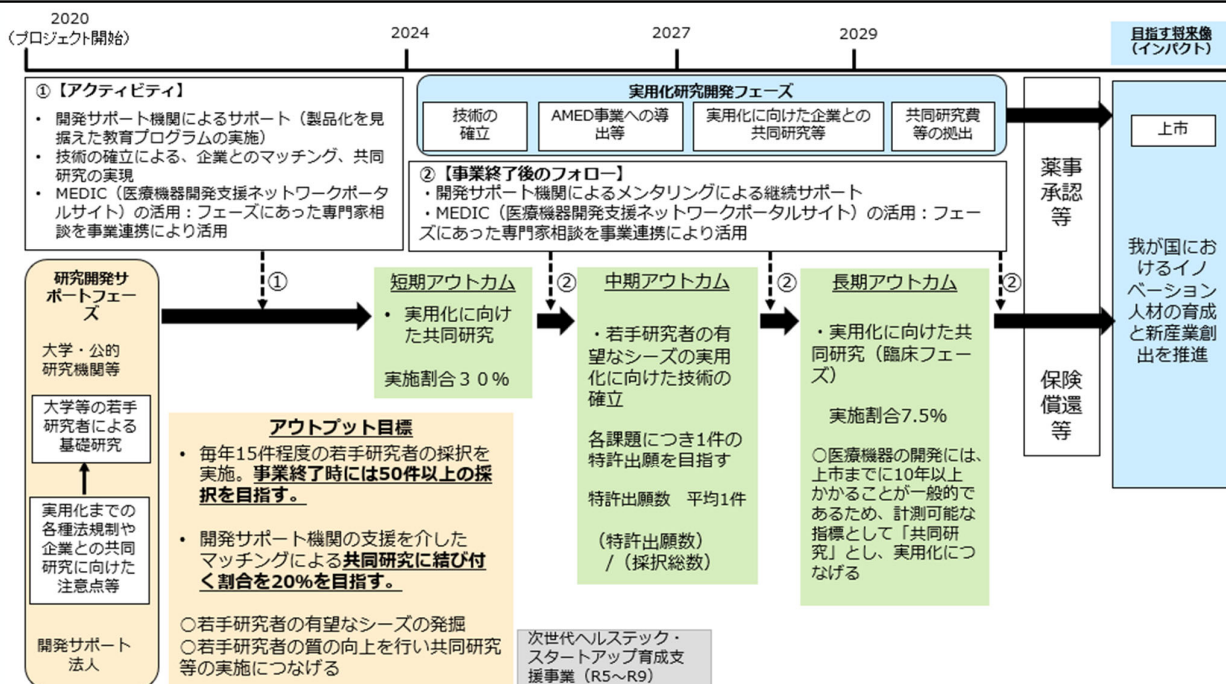 2020
(プロジェクト開始)
2024
2027
2029
目指す将来像
(インパクト)
①【アクティビティ】
• 開発サポート機関によるサポート（製品化を見
据えた教育プログラムの実施）
• 技術の確立による、企業とのマッチング、共同
研究の実現
• MEDIC（医療機器開発支援ネットワークポータ
ルサイト）の活用：フェーズにあった専門家相
談を事業連携により活用
実用化研究開発フェーズ
技術の
確立
AMED事業への導
出等
実用化に向けた企業との
共同研究等
共同研究費
等の拠出
②【事業終了後のフォロー】
・開発サポート機関によるメンタリングによる継続サポート
・MEDIC（医療機器開発支援ネットワークポータルサイト）の活用：フェー
ズにあった専門家相談を事業連携により活用
薬事
承認
等
保険
償還
等
上市
我が国にお
けるイノ
ベーション
人材の育成
と新産業創
出を推進
研究開発サ
ポートフェー
ズ
大学・公的
研究機関等
大学等の若手
研究者による
基礎研究
実用化までの
各種法規制や
企業との共同
研究に向けた
注意点等
開発サポート
法人
①
②
②
②
短期アウトカム
• 実用化に向け
た共同研究
実施割合３０％
中期アウトカム
・若手研究者の有
望なシーズの実用
化に向けた技術の
確立
各課題につき1件の
特許出願を目指す
特許出願数　平均1件
（特許出願数）
/（採択総数）
長期アウトカム
・実用化に向けた共
同研究（臨床フェー
ズ）
実施割合7.5%
○医療機器の開発には、
上市までに10年以上
かかることが一般的で
あるため、計測可能な
指標として「共同研
究」とし、実用化につ
なげる
アウトプット目標
• 毎年15件程度の若手研究者の採択を
実施。事業終了時には50件以上の採
択を目指す。
• 開発サポート機関の支援を介した
マッチングによる共同研究に結び付
く割合を20%を目指す。
○若手研究者の有望なシーズの発掘
○若手研究者の質の向上を行い共同研究
等の実施につなげる
次世代ヘルステック・
スタートアップ育成支
援事業（R5～R9）